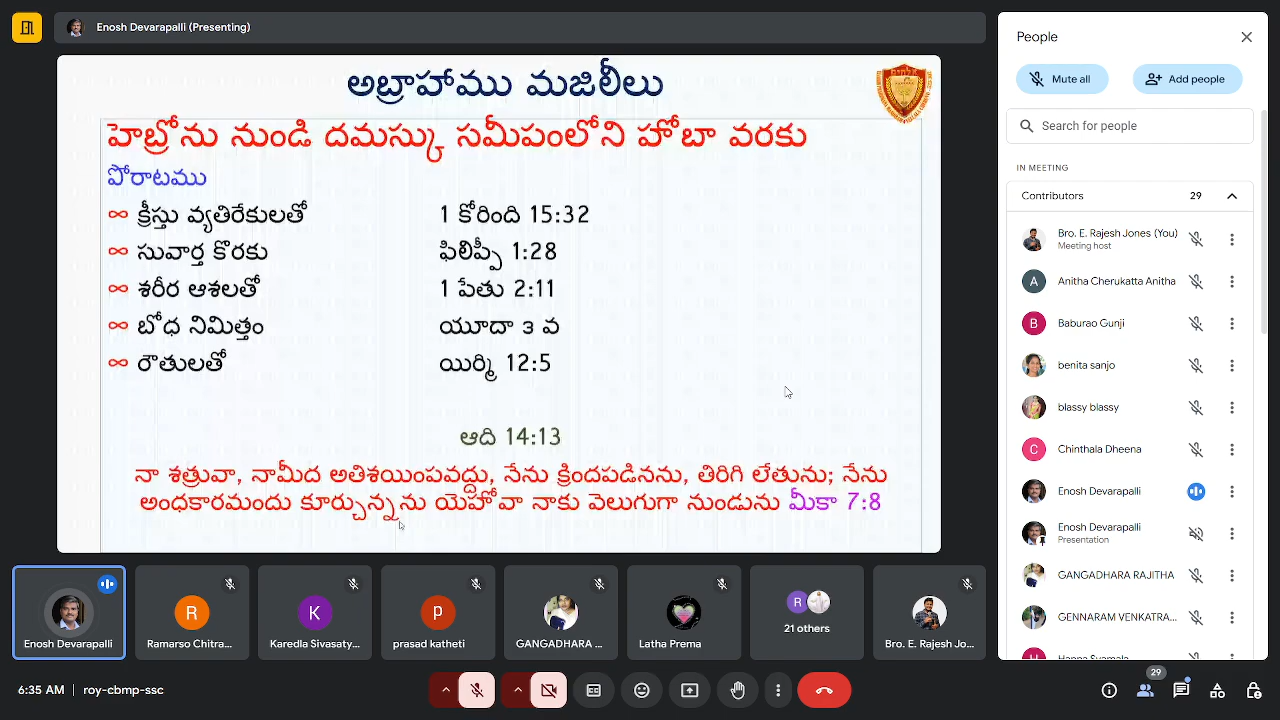 Enosh Devarapalli (Presenting)
అబ్రాహాము మజిలీలు
హెబ్రోను నుండి దమస్కు సమీపంలోని హోబా వరకు
పోరాటము
∞ క్రీస్తు వ్యతిరేకులతో 1 కోరింది 15:32
∞ సువార్త కొరకు ఫిలిప్పీ 1:28
∞ శరీర ఆశలతో 1 పేతు 2:11
∞ బోధ నిమిత్తం యూదా ౩ వ
∞ రౌతులతో యిర్మి 12:5
ఆది 14:13
నా శత్రువా, నామీద అతిశయింపవద్దు, నేను క్రిందపడినను, తిరిగి లేతును; నేను
అంధకారమందు కూర్చున్నను యెహోవా నాకు వెలుగుగా నుండును మీకా 7:8
Enosh Devarapalli
Ramarso Chitra...
K
Karedla Sivasaty...
R
p
prasad katheti
GANGADHARA ...
Latha Prema
R
21 others
Bro. E. Rajesh Jo...
6:35 AM | roy-cbmp-ssc
29
People
Mute all
Add people
Search for people
IN MEETING
Contributors 29
Bro. E. Rajesh Jones (You)
Meeting host
A Anitha Cherukatta Anitha
B Baburao Gunji
benita sanjo
blassy blassy
C Chinthala Dheena
Enosh Devarapalli
Enosh Devarapalli
Presentation
GANGADHARA RAJITHA
GENNARAM VENKATRA...